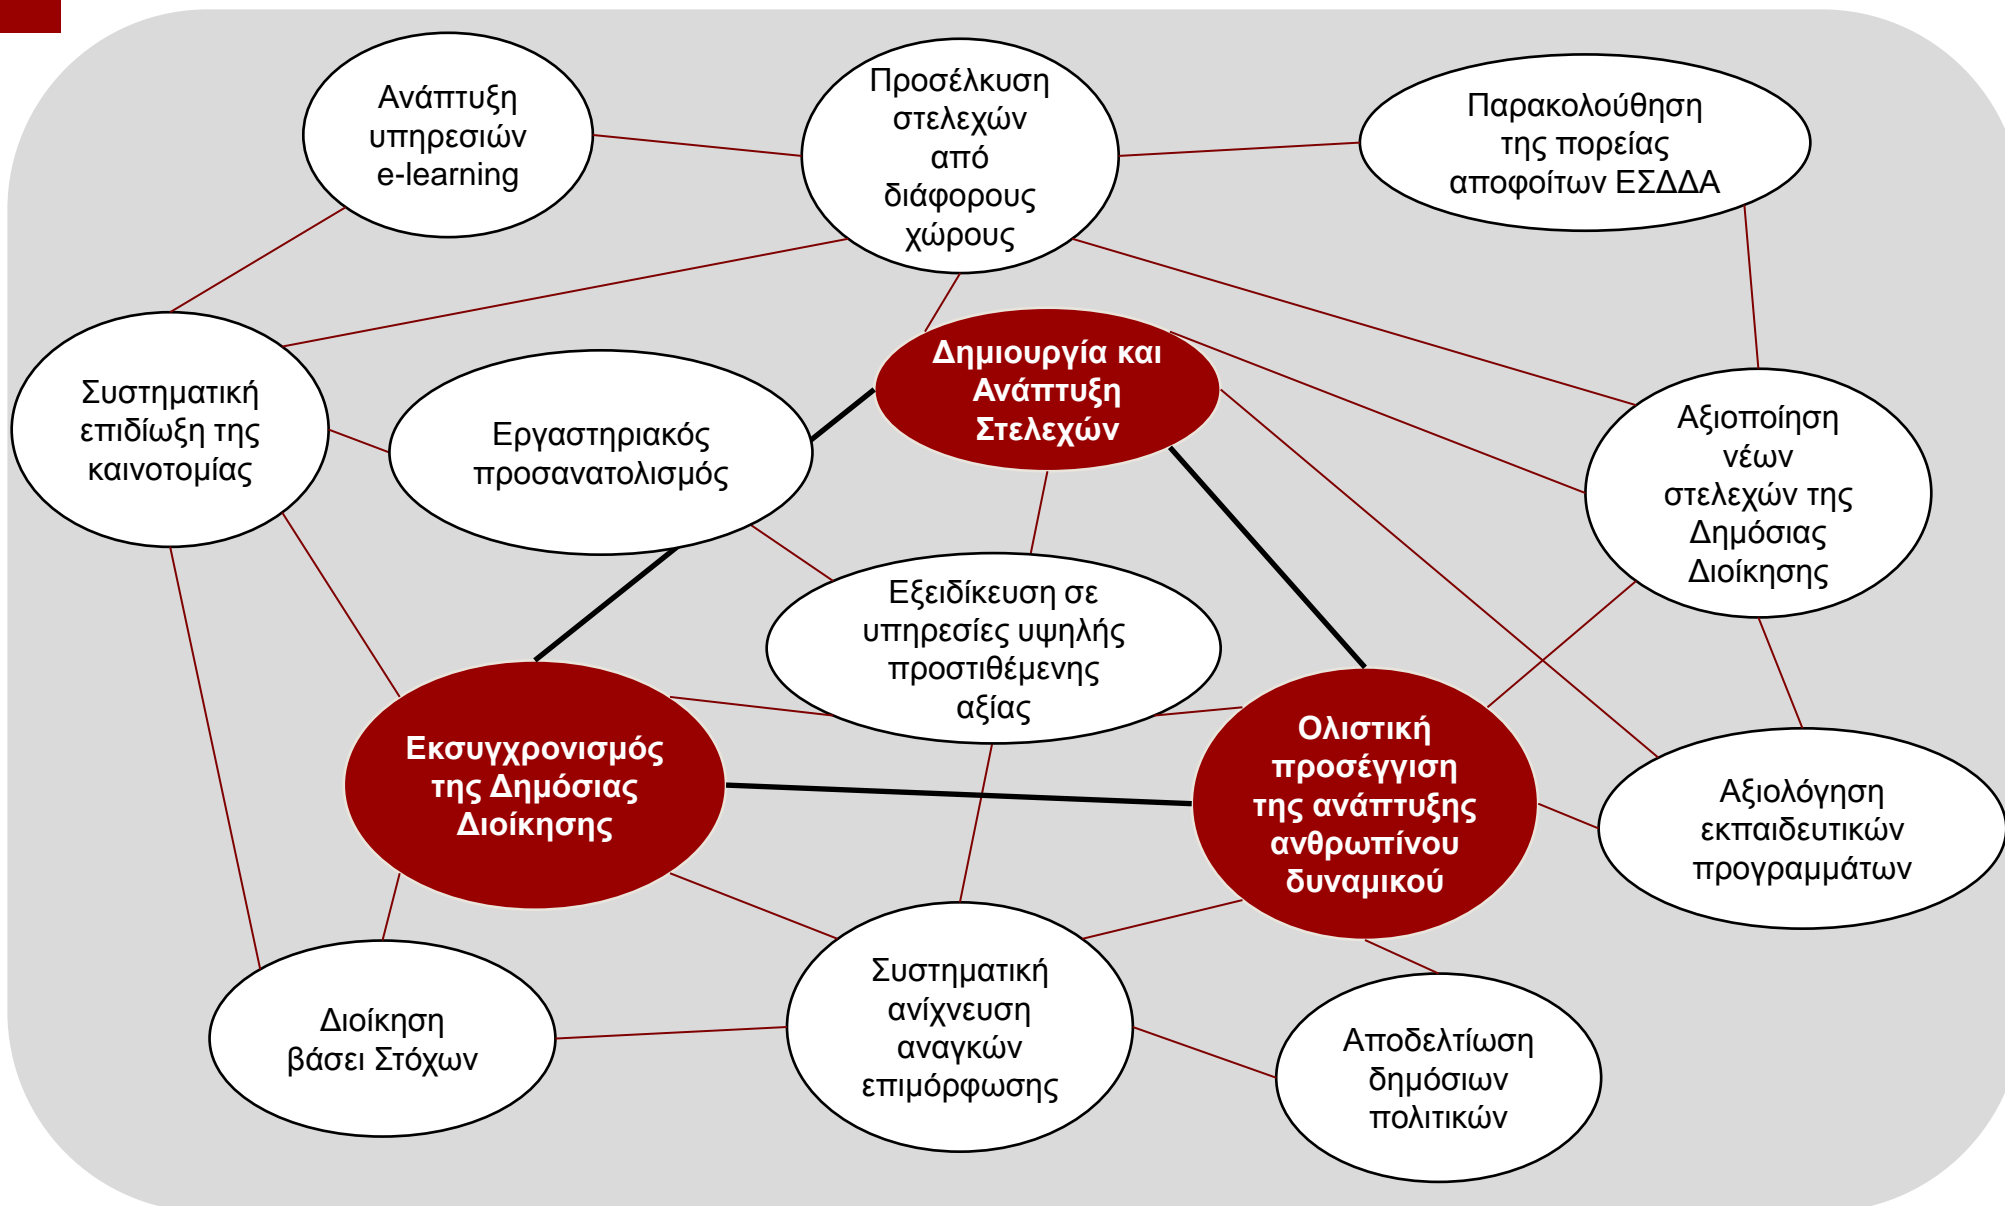 Ανάπτυξη
υπηρεσιών
e-learning
Προσέλκυση
στελεχών
από
διάφορους
χώρους
Παρακολούθηση
της πορείας
αποφοίτων ΕΣΔΔΑ
Συστηματική
επιδίωξη της
καινοτομίας
Εργαστηριακός
προσανατολισμός
Δημιουργία και
Ανάπτυξη
Στελεχών
Αξιοποίηση
νέων
στελεχών της
Δημόσιας
Διοίκησης
Εξειδίκευση σε
υπηρεσίες υψηλής
προστιθέμενης
αξίας
Εκσυγχρονισμός
της Δημόσιας
Διοίκησης
Ολιστική
προσέγγιση
της ανάπτυξης
ανθρωπίνου
δυναμικού
Αξιολόγηση
εκπαιδευτικών
προγραμμάτων
Διοίκηση
βάσει Στόχων
Συστηματική
ανίχνευση
αναγκών
επιμόρφωσης
Αποδελτίωση
δημόσιων
πολιτικών